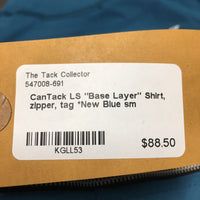 The Tack Collector
547008-691
CanTack LS "Base Layer" Shirt,
zipper, tag *New Blue sm
KGLL53
$88.50